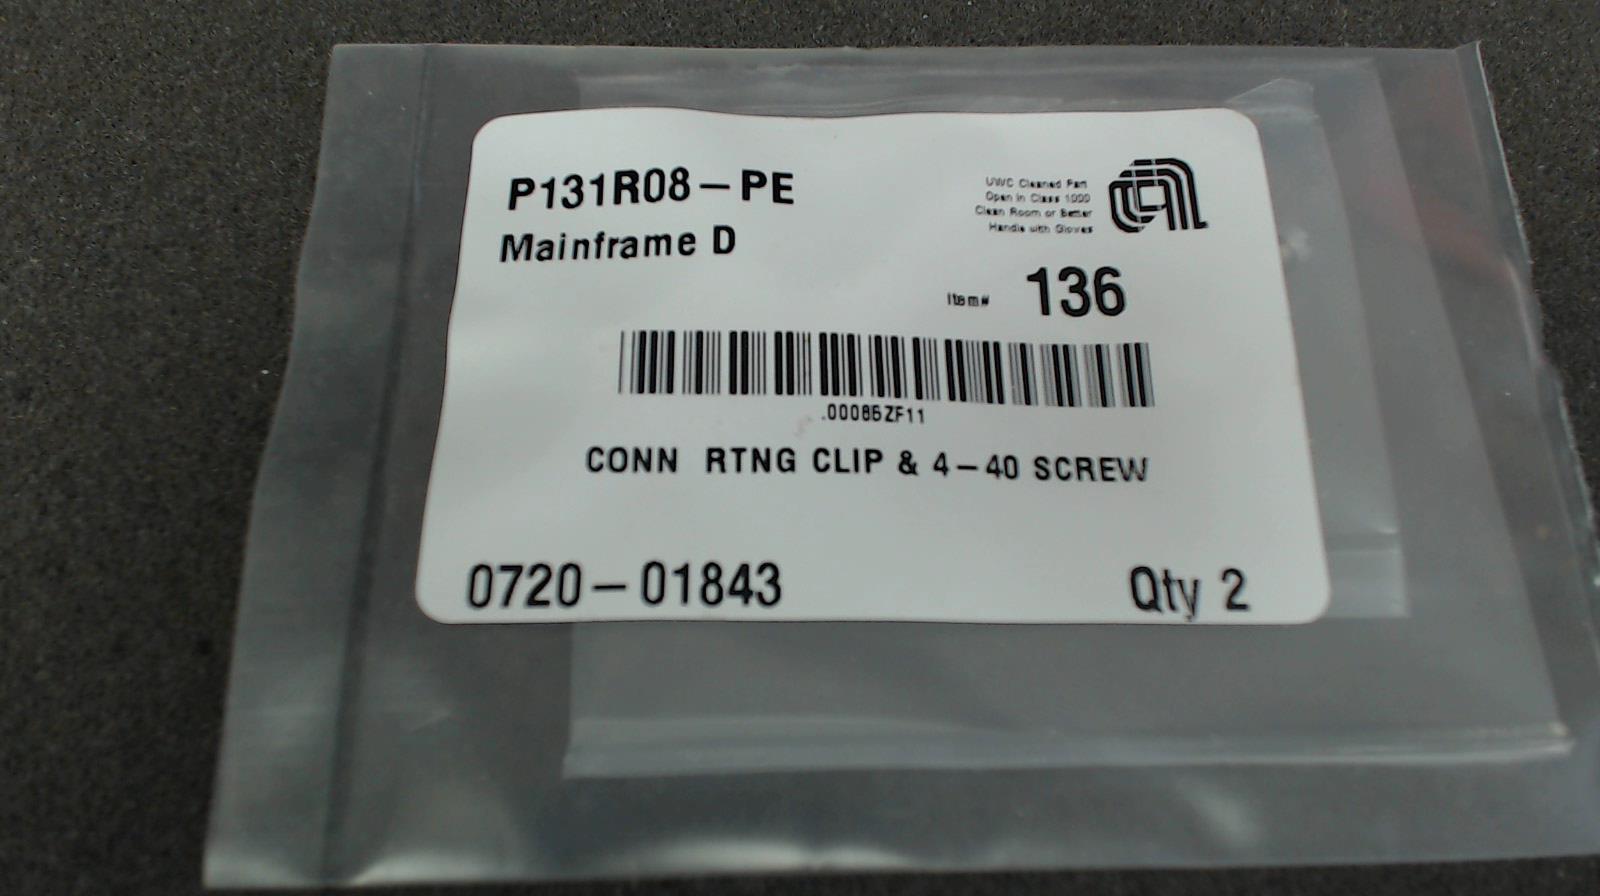 P131R08-PE
Mainframe D
UWC Cleaned Part
Open in Class 1000
Clean Room or Better
Handle with Gloves
Item# 136
.00085ZF11
CONN RTNG CLIP & 4-40 SCREW
0720-01843
Qty 2